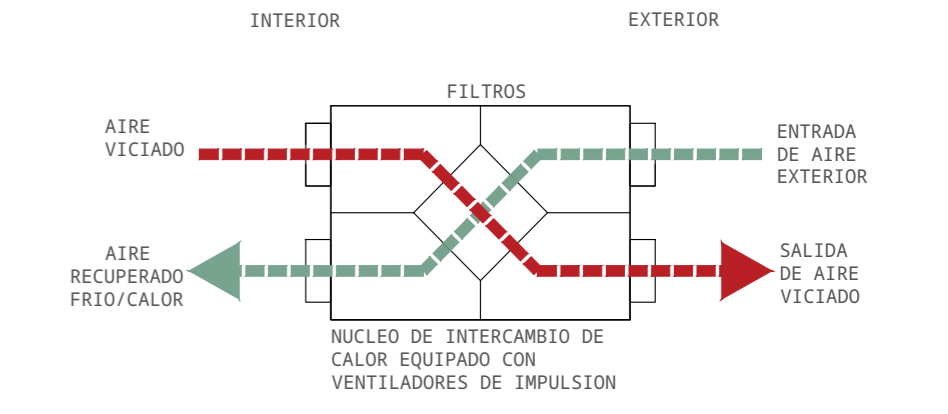 INTERIOR
EXTERIOR
FILTROS
AIRE
VICIADO
ENTRADA
DE AIRE
EXTERIOR
AIRE
RECUPERADO
FRIO/CALOR
SALIDA
DE AIRE
VICIADO
NUCLEO DE INTERCAMBIO DE
CALOR EQUIPADO CON
VENTILADORES DE IMPULSION